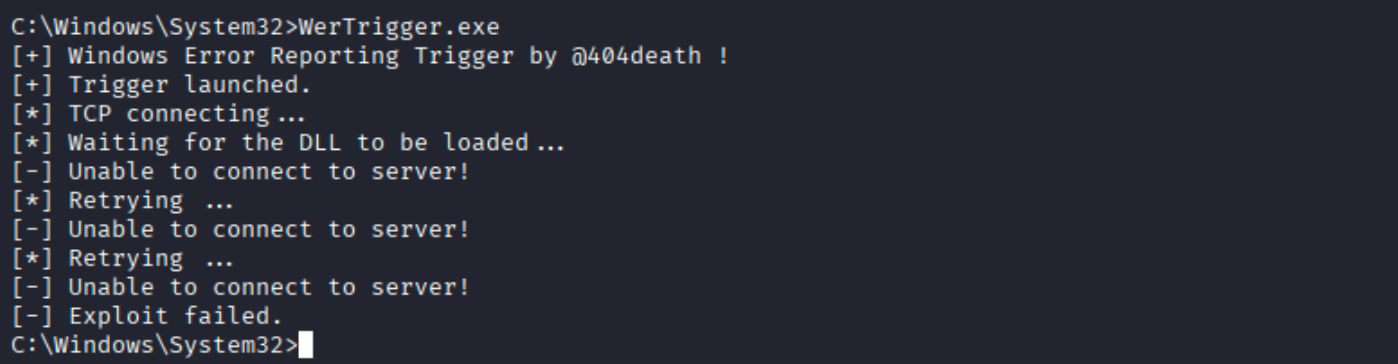 C:\Windows\System32>WerTrigger.exe
[+] Windows Error Reporting Trigger by @404death !
[+] Trigger launched.
[*] TCP connecting...
[*] Waiting for the DLL to be loaded...
[-] Unable to connect to server!
[*] Retrying ...
[-] Unable to connect to server!
[*] Retrying ...
[-] Unable to connect to server!
[-] Exploit failed.
C:\Windows\System32>